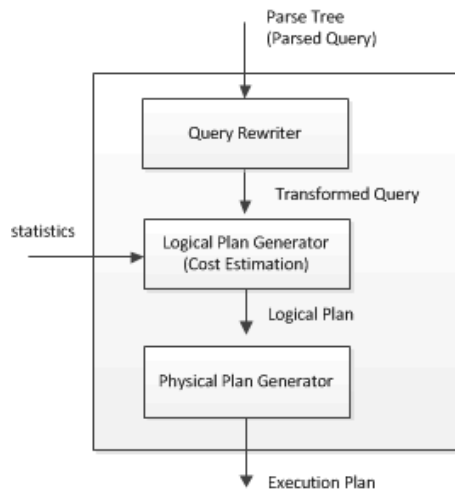 Parse Tree
(Parsed Query)
Query Rewriter
Transformed Query
statistics
Logical Plan Generator
(Cost Estimation)
Logical Plan
Physical Plan Generator
Execution Plan